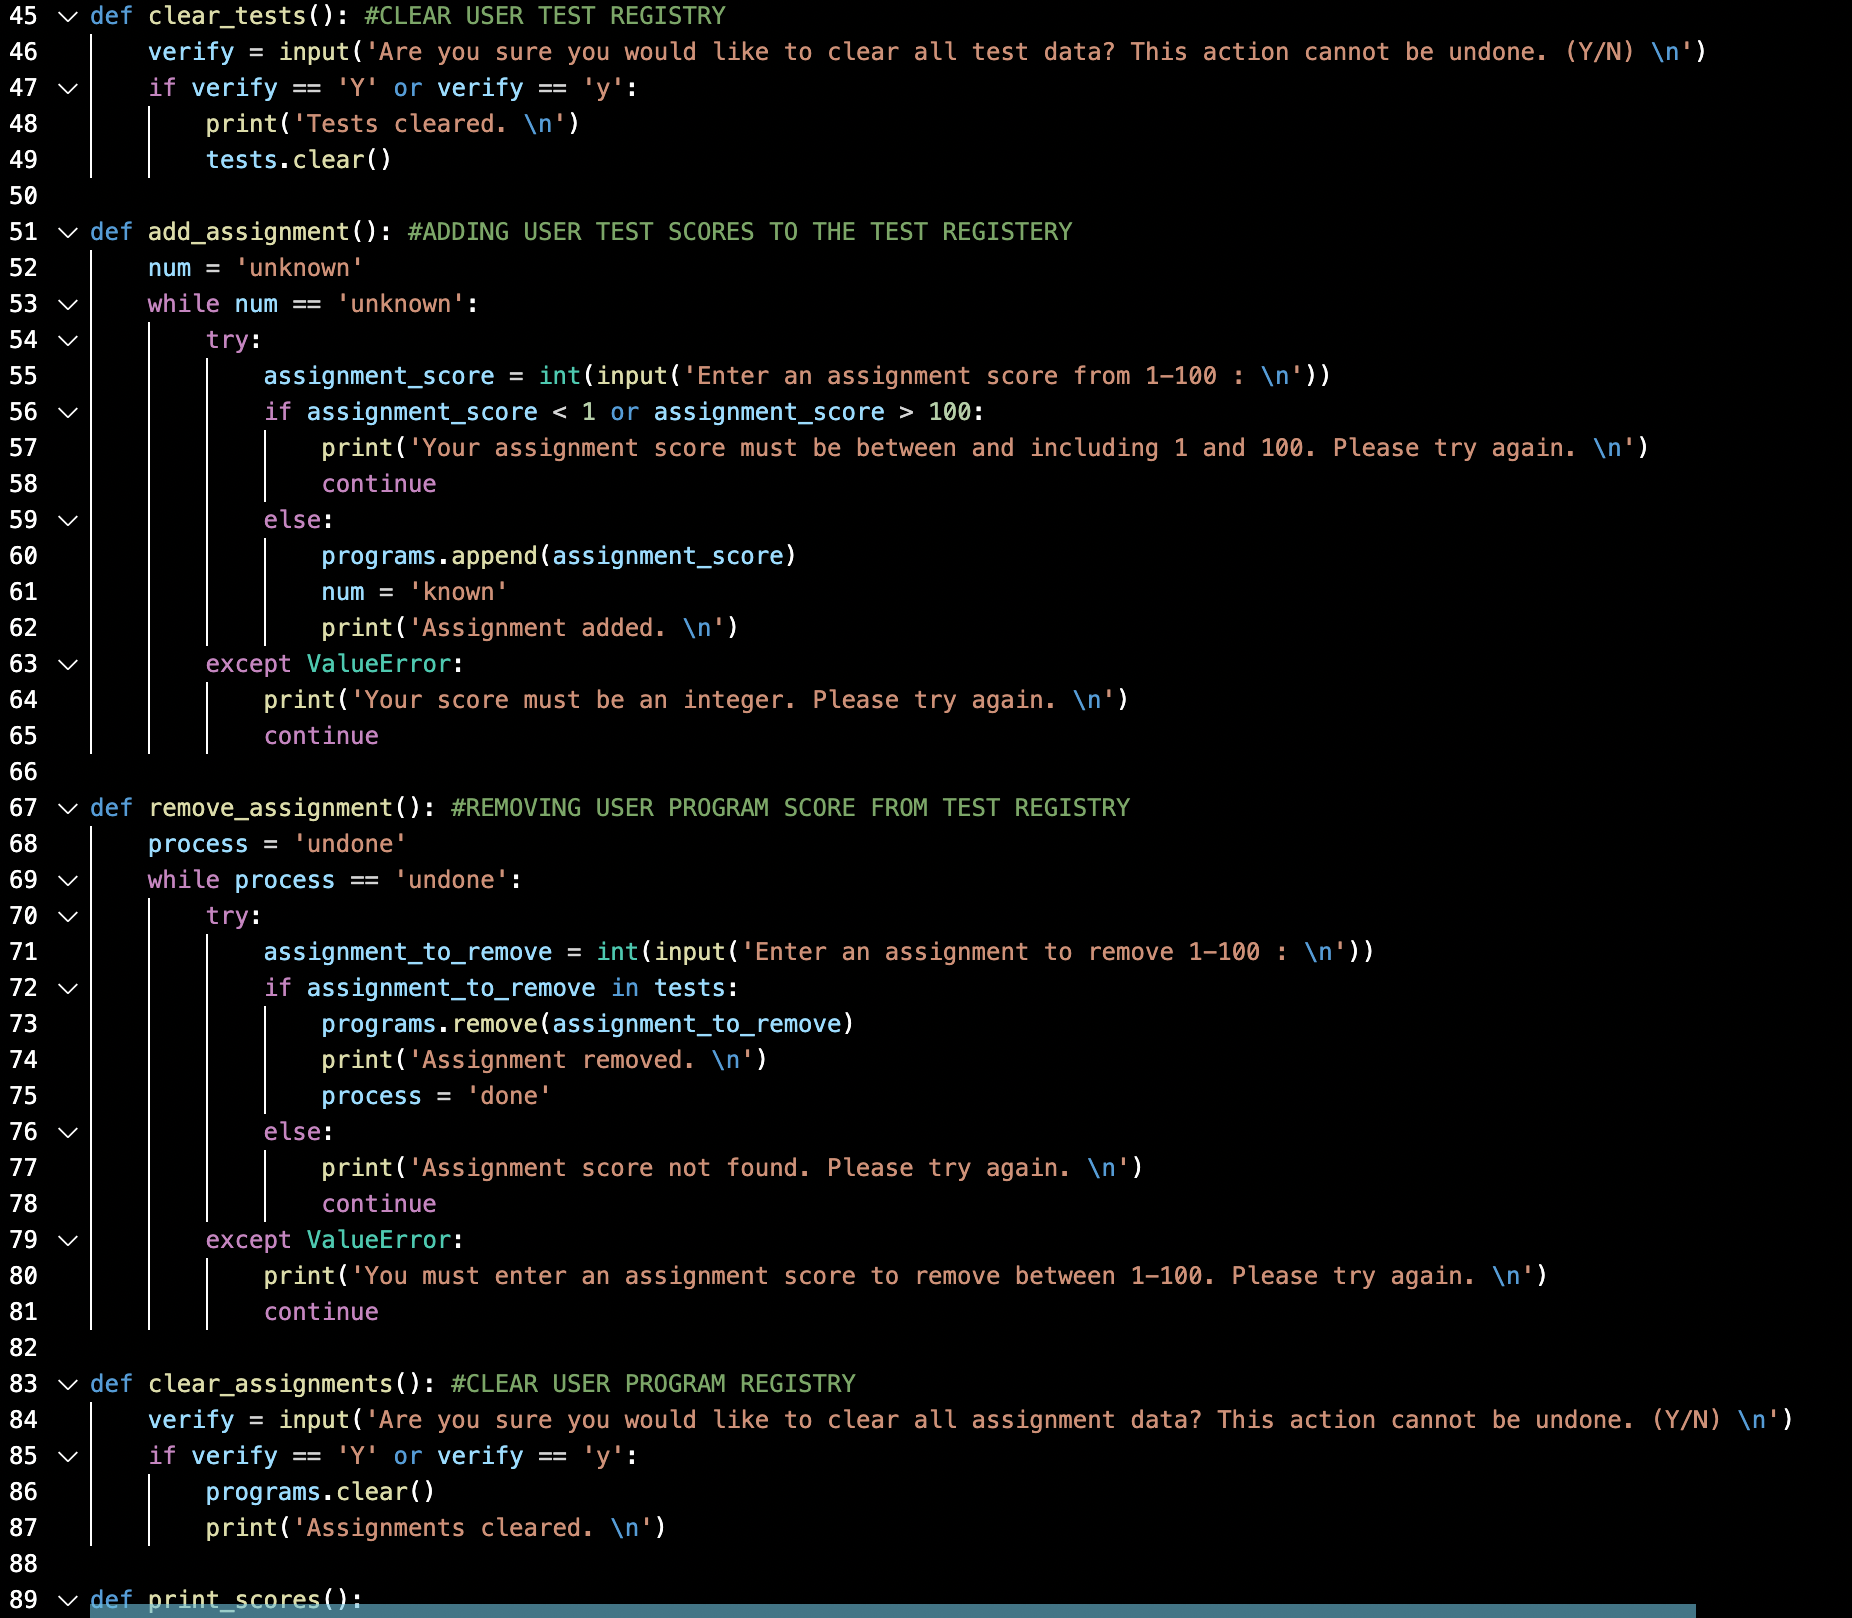 45 def clear_tests(): #CLEAR USER TEST REGISTRY
46     verify = input('Are you sure you would like to clear all test data? This action cannot be undone. (Y/N) \n')
47     if verify == 'Y' or verify == 'y':
48         print('Tests cleared. \n')
49         tests.clear()
50
51 def add_assignment(): #ADDING USER TEST SCORES TO THE TEST REGISTERY
52     num = 'unknown'
53     while num == 'unknown':
54         try:
55             assignment_score = int(input('Enter an assignment score from 1-100 : \n'))
56             if assignment_score < 1 or assignment_score > 100:
57                 print('Your assignment score must be between and including 1 and 100. Please try again. \n')
58                 continue
59             else:
60                 programs.append(assignment_score)
61                 num = 'known'
62                 print('Assignment added. \n')
63         except ValueError:
64             print('Your score must be an integer. Please try again. \n')
65             continue
66
67 def remove_assignment(): #REMOVING USER PROGRAM SCORE FROM TEST REGISTRY
68     process = 'undone'
69     while process == 'undone':
70         try:
71             assignment_to_remove = int(input('Enter an assignment to remove 1-100 : \n'))
72             if assignment_to_remove in tests:
73                 programs.remove(assignment_to_remove)
74                 print('Assignment removed. \n')
75                 process = 'done'
76             else:
77                 print('Assignment score not found. Please try again. \n')
78                 continue
79         except ValueError:
80             print('You must enter an assignment score to remove between 1-100. Please try again. \n')
81             continue
82
83 def clear_assignments(): #CLEAR USER PROGRAM REGISTRY
84     verify = input('Are you sure you would like to clear all assignment data? This action cannot be undone. (Y/N) \n')
85     if verify == 'Y' or verify == 'y':
86         programs.clear()
87         print('Assignments cleared. \n')
88
89 def print_scores():